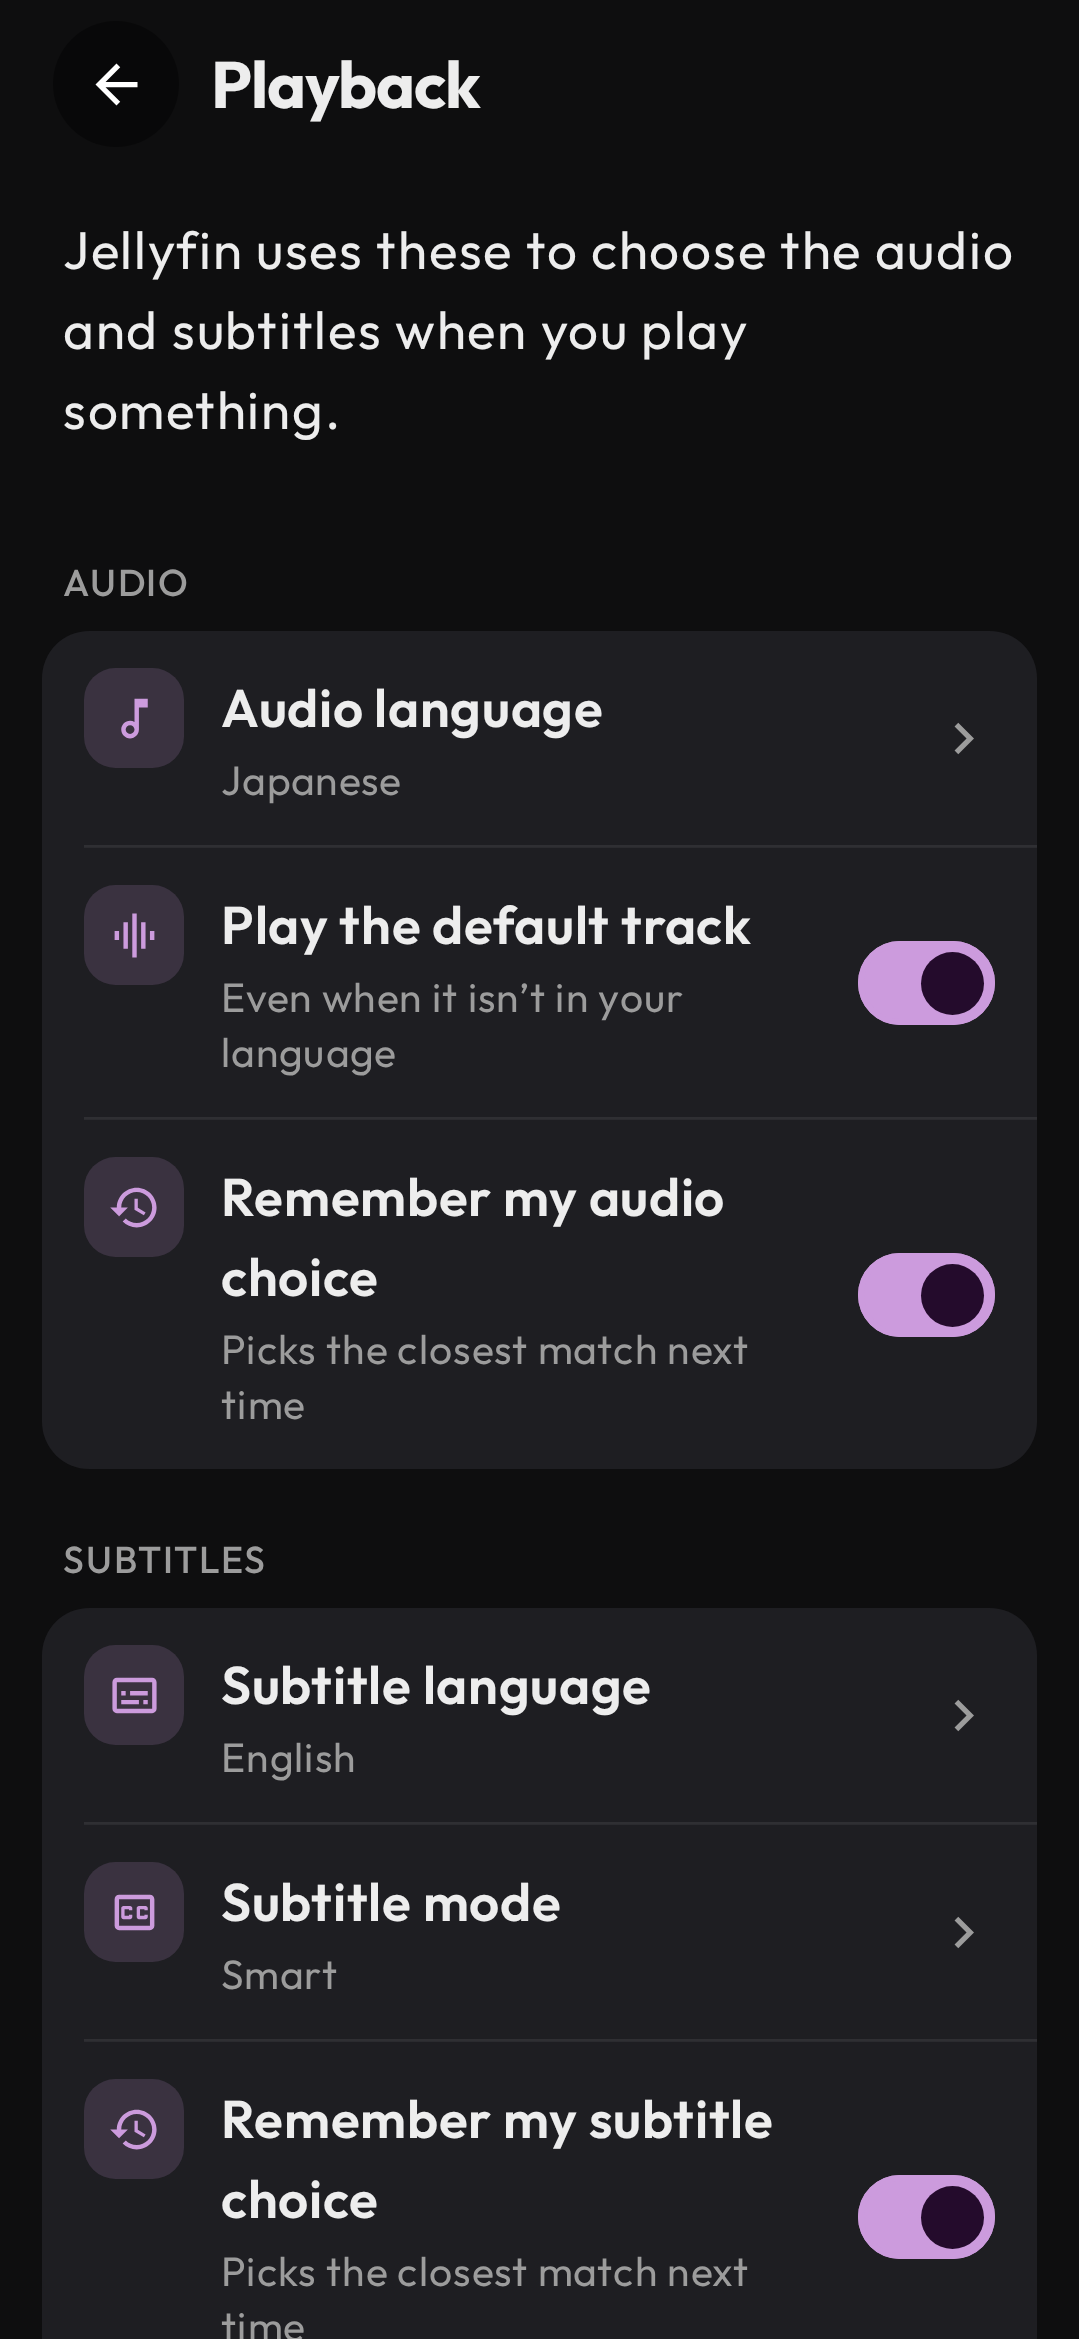 Playback
Jellyfin uses these to choose the audio
and subtitles when you play
something.
AUDIO
Audio language
Japanese
Play the default track
Even when it isn’t in your
language
Remember my audio
choice
Picks the closest match next
time
SUBTITLES
Subtitle language
English
Subtitle mode
CC
Smart
Remember my subtitle
choice
Picks the closest match next
time